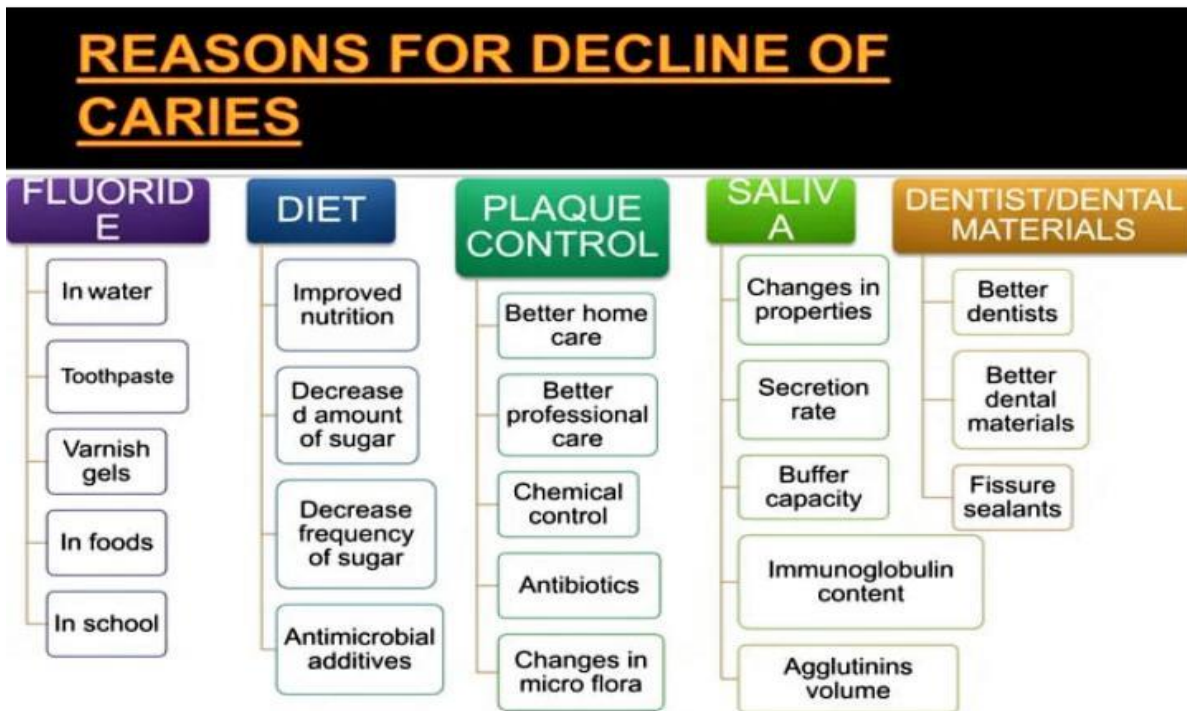 REASONS FOR DECLINE OF
CARIES
FLUORID
E
In water
Toothpaste
Varnish
gels
In foods
In school
DIET
Improved
nutrition
Decrease
d amount
of sugar
Decrease
frequency
of sugar
Antimicrobial
additives
PLAQUE
CONTROL
Better home
care
Better
professional
care
Chemical
control
Antibiotics
Changes in
micro flora
SALIV
A
Changes in
properties
Secretion
rate
Buffer
capacity
Immunoglobulin
content
Agglutinins
volume
DENTIST/DENTAL
MATERIALS
Better
dentists
Better
dental
materials
Fissure
sealants